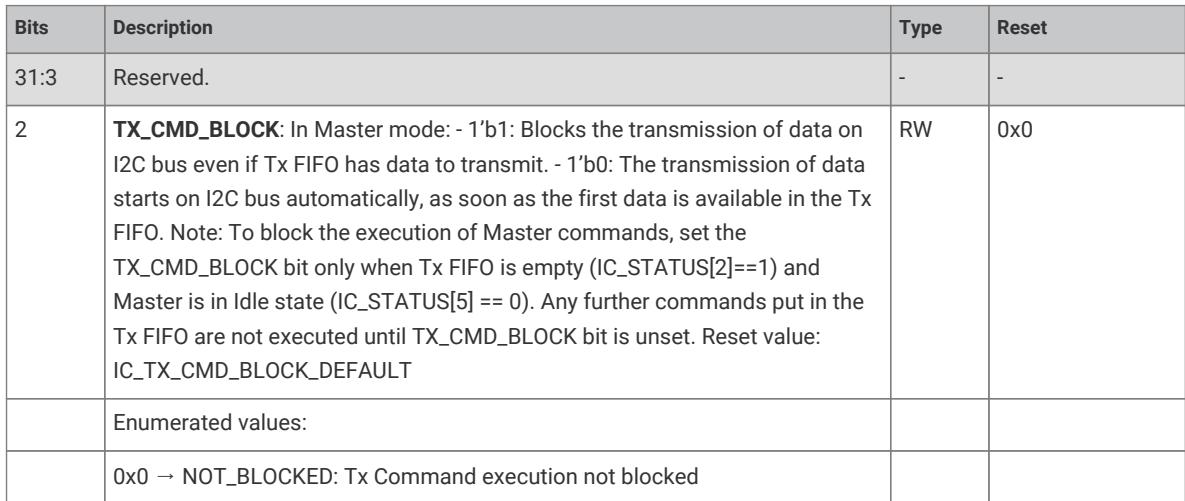 Bits Description Type Reset
31:3 Reserved. - -
2 TX_CMD_BLOCK: In Master mode: - 1’b1: Blocks the transmission of data on RW 0x0
I2C bus even if Tx FIFO has data to transmit. - 1’b0: The transmission of data
starts on I2C bus automatically, as soon as the first data is available in the Tx
FIFO. Note: To block the execution of Master commands, set the
TX_CMD_BLOCK bit only when Tx FIFO is empty (IC_STATUS[2]==1) and
Master is in Idle state (IC_STATUS[5] == 0). Any further commands put in the
Tx FIFO are not executed until TX_CMD_BLOCK bit is unset. Reset value:
IC_TX_CMD_BLOCK_DEFAULT
Enumerated values:
0x0 → NOT_BLOCKED: Tx Command execution not blocked